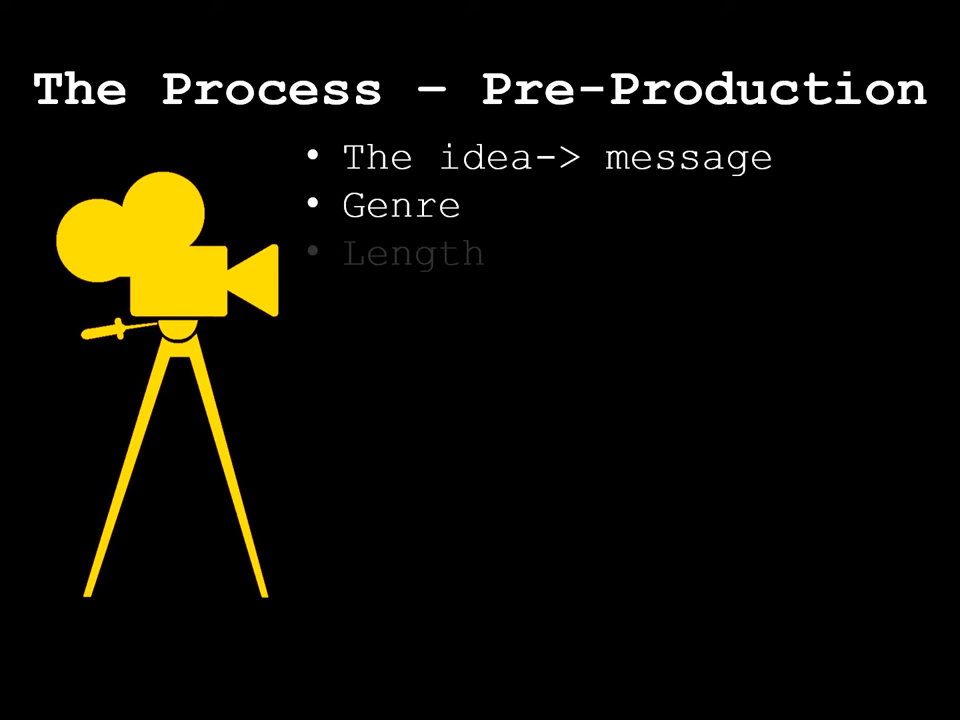 The Process – Pre-Production
• The idea-> message
• Genre
• Length